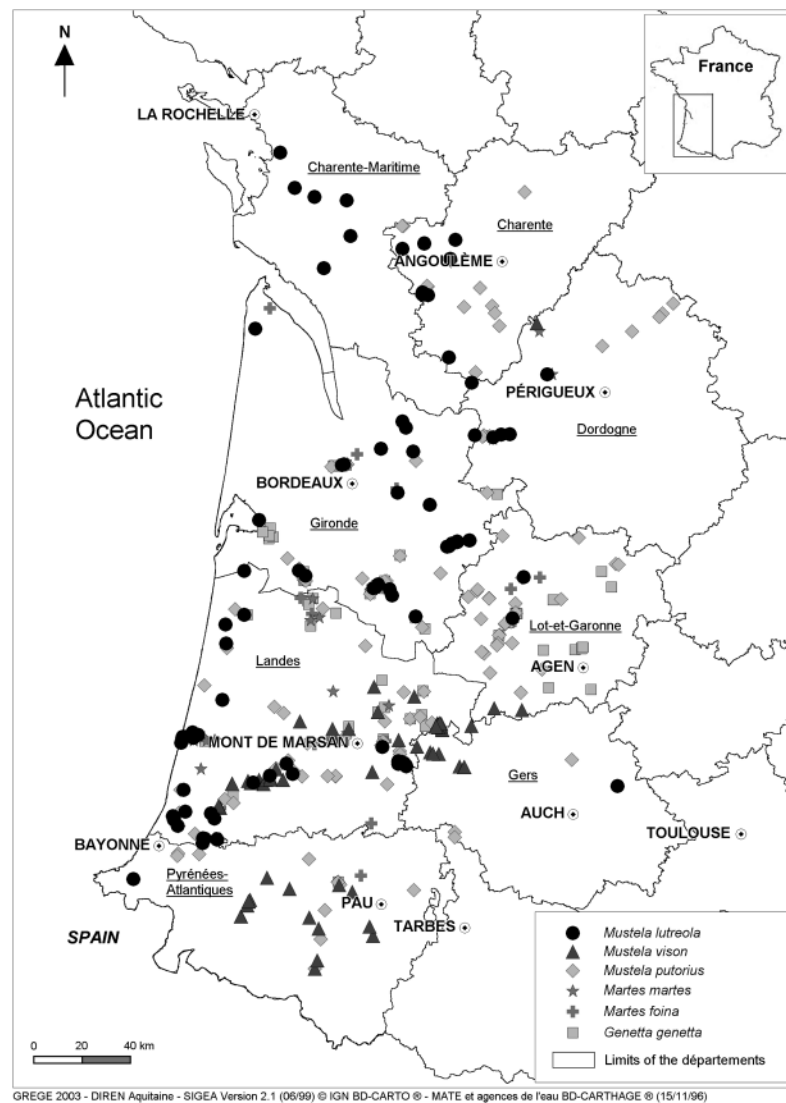 N
France
LA ROCHELLE
Charente-Maritime
Charente
ANGOULÊME
Atlantic
Ocean
PÉRIGUEUX
Dordogne
BORDEAUX
Gironde
Lot-et-Garonne
AGEN
Landes
MONT DE MARSAN
Gers
AUCH
TOULOUSE
BAYONNE
Pyrénées-
Atlantiques
PAU
TARBES
SPAIN
Mustela lutreola
Mustela vison
Mustela putorius
Martes martes
Martes foina
Genetta genetta
Limits of the départements
0 20 40 km
GREGE 2003 - DIREN Aquitaine - SIGEA Version 2.1 (06/99) © IGN BD-CARTO ® - MATE et agences de l'eau BD-CARTHAGE ® (15/11/96)